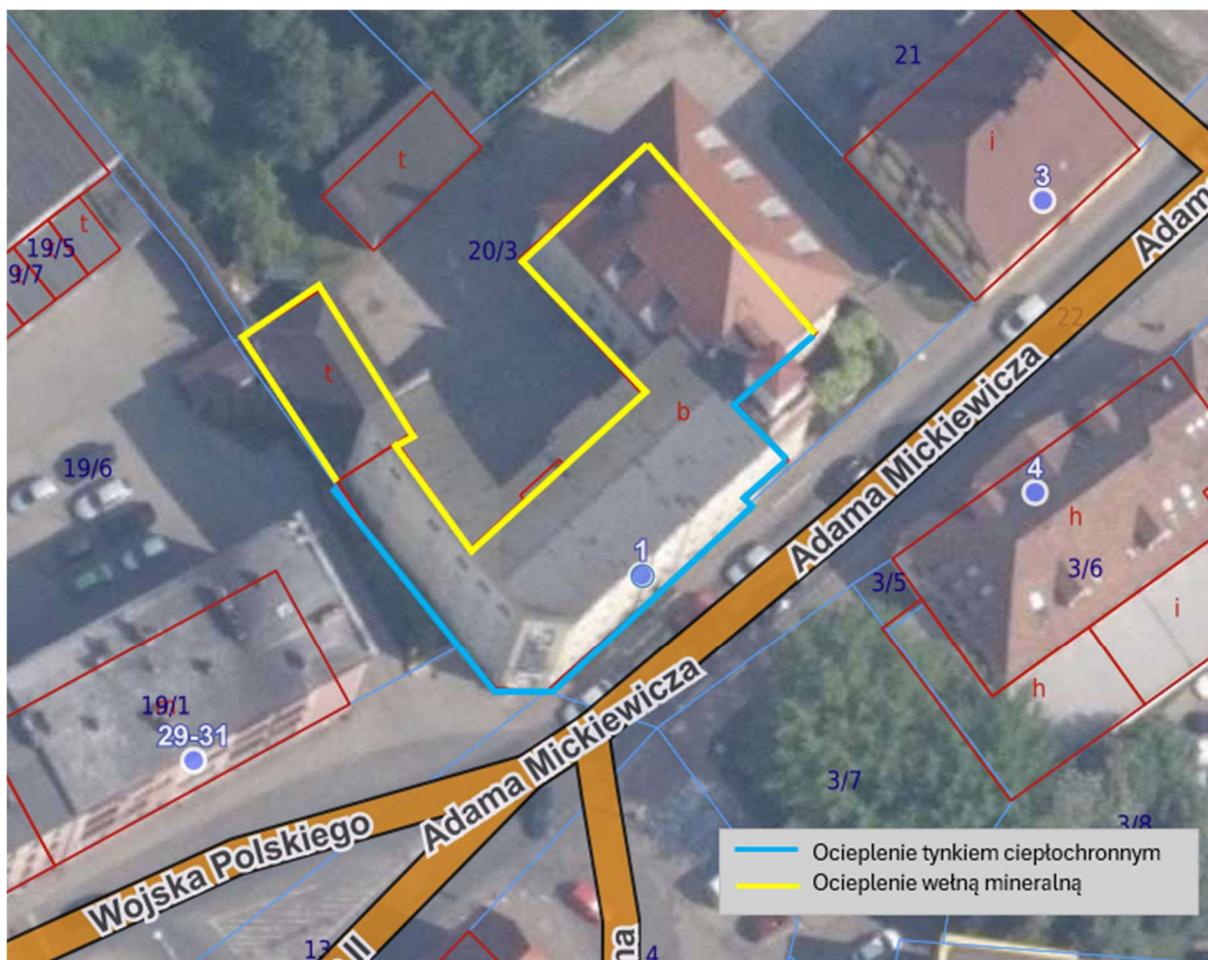 21
i
3
t
t
19/5
9/7
20/3
Adam
22
t
b
19/6
Adama Mickiewicza
4
h
1
3/5
3/6
i
h
19/1
29-31
Adama Mickiewicza
3/7
3/8
Wojska Polskiego
Ocieplenie tynkiem ciepłochronnym
Ocieplenie wełną mineralną
13
II
na
4